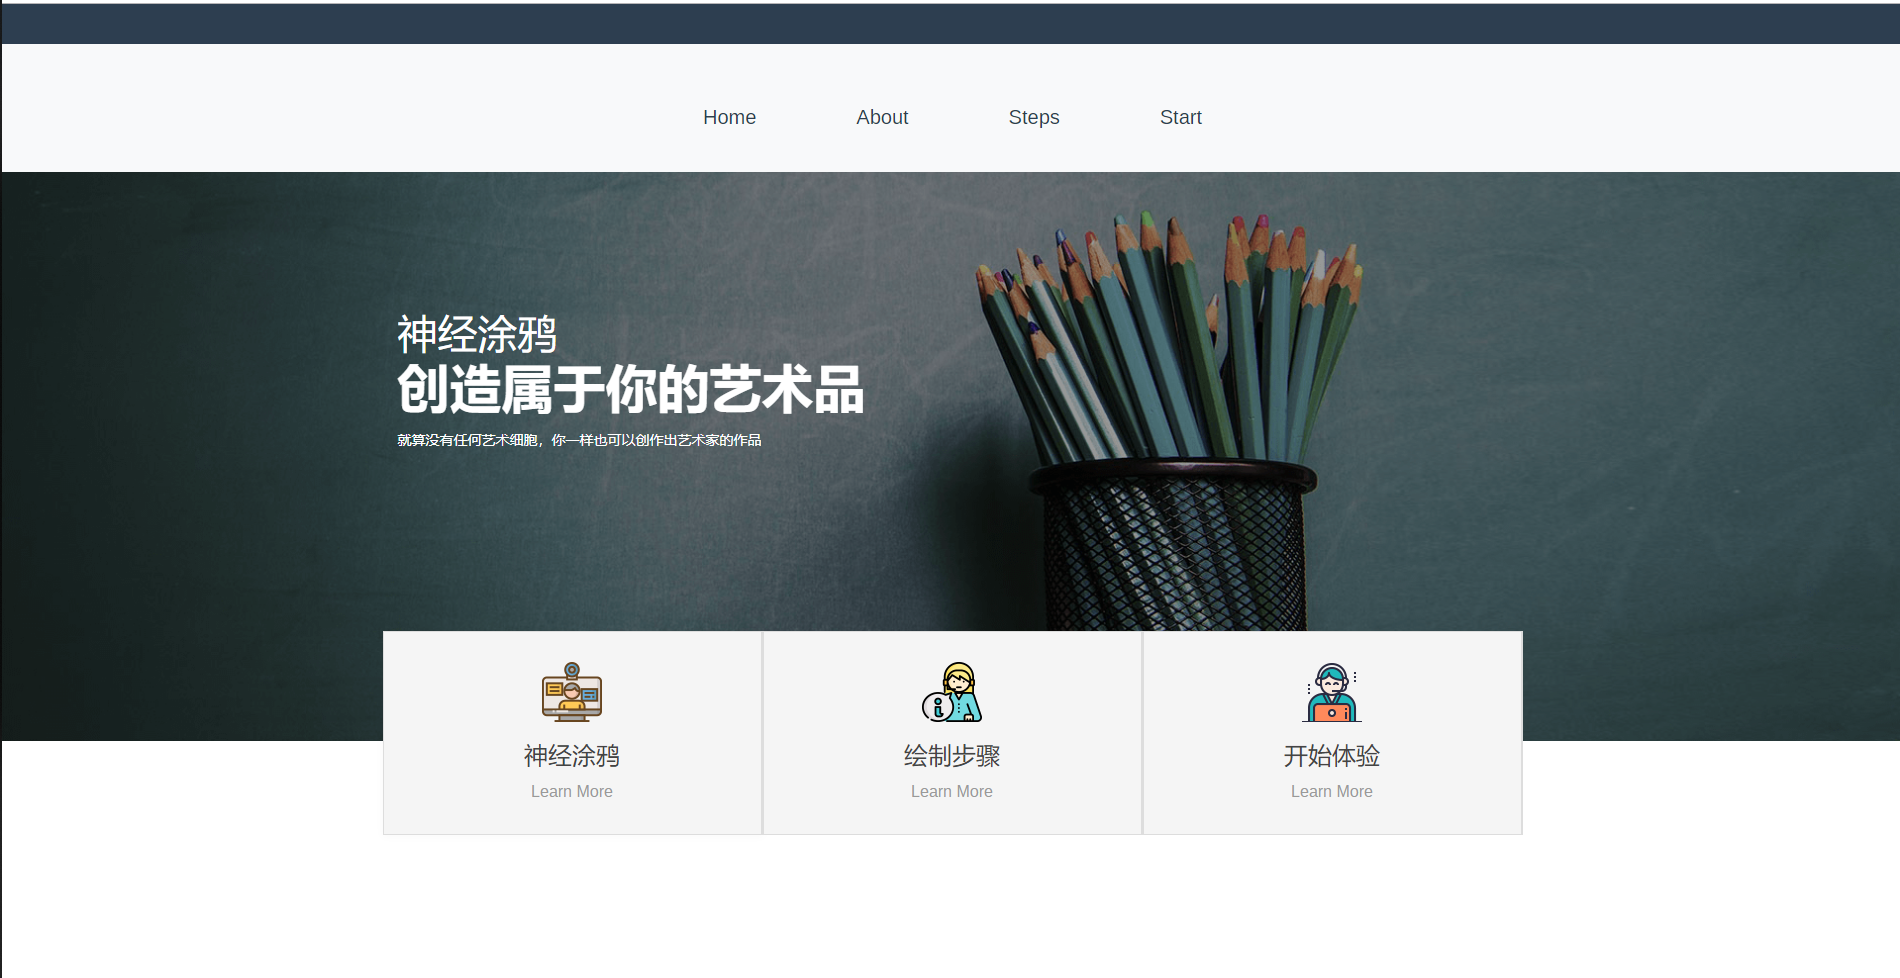 Home About Steps Start
神经涂鸦
创造属于你的艺术品
就算没有任何艺术细胞，你一样也可以创作出艺术家的作品
神经涂鸦 绘制步骤 开始体验
Learn More Learn More Learn More